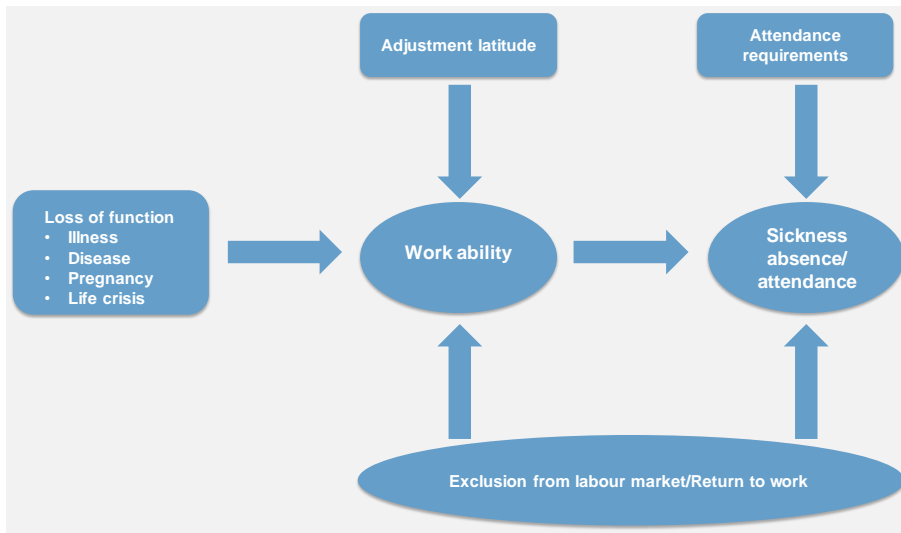 Adjustment latitude
Attendance
requirements
Loss of function
• Illness
• Disease
• Pregnancy
• Life crisis
Work ability
Sickness
absence/
attendance
Exclusion from labour market/Return to work